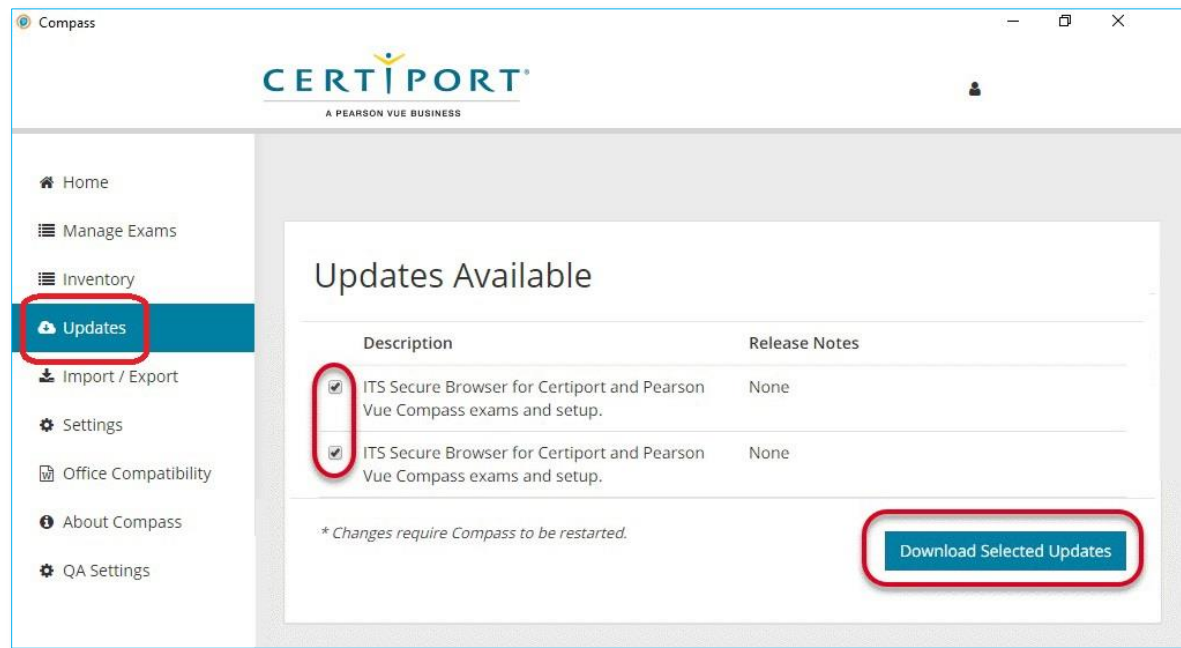 Compass
CERTIPORT®
A PEARSON VUE BUSINESS
Home
Manage Exams
Inventory
Updates
Import / Export
Settings
Office Compatibility
About Compass
QA Settings
Updates Available
Description Release Notes
ITS Secure Browser for Certiport and Pearson None
Vue Compass exams and setup.
ITS Secure Browser for Certiport and Pearson None
Vue Compass exams and setup.
* Changes require Compass to be restarted.
Download Selected Updates